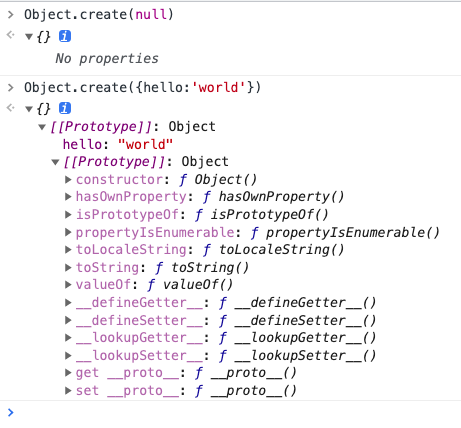 > Object.create(null)
<· ▼{} i
No properties
> Object.create({hello:'world'})
<· ▼{} i
▼[[Prototype]]: Object
hello: "world"
▼[[Prototype]]: Object
▶constructor: ƒ Object()
▶hasOwnProperty: ƒ hasOwnProperty()
▶isPrototypeOf: ƒ isPrototypeOf()
▶propertyIsEnumerable: ƒ propertyIsEnumerable()
▶toLocaleString: ƒ toLocaleString()
▶toString: ƒ toString()
▶valueOf: ƒ valueOf()
▶__defineGetter__: ƒ __defineGetter__()
▶__defineSetter__: ƒ __defineSetter__()
▶__lookupGetter__: ƒ __lookupGetter__()
▶__lookupSetter__: ƒ __lookupSetter__()
▶get __proto__: ƒ __proto__()
▶set __proto__: ƒ __proto__()
>